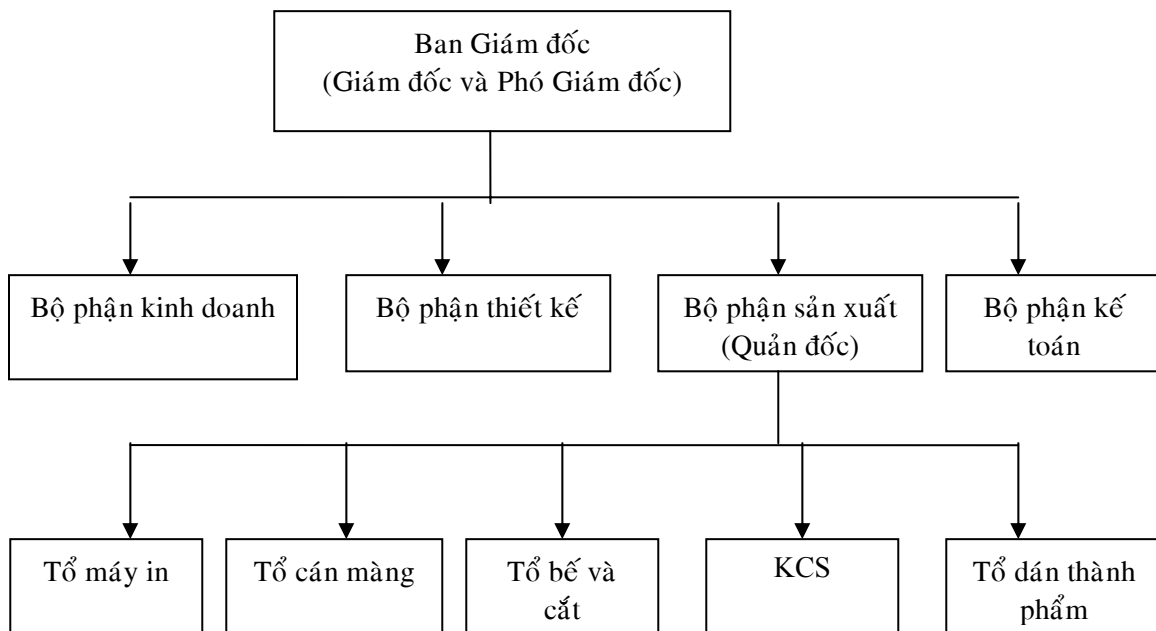 Ban Giám đốc
(Giám đốc và Phó Giám đốc)
Bộ phận kinh doanh
Bộ phận thiết kế
Bộ phận sản xuất
(Quản đốc)
Bộ phận kế
toán
Tổ máy in
Tổ cán màng
Tổ bế và
cắt
KCS
Tổ dán thành
phẩm